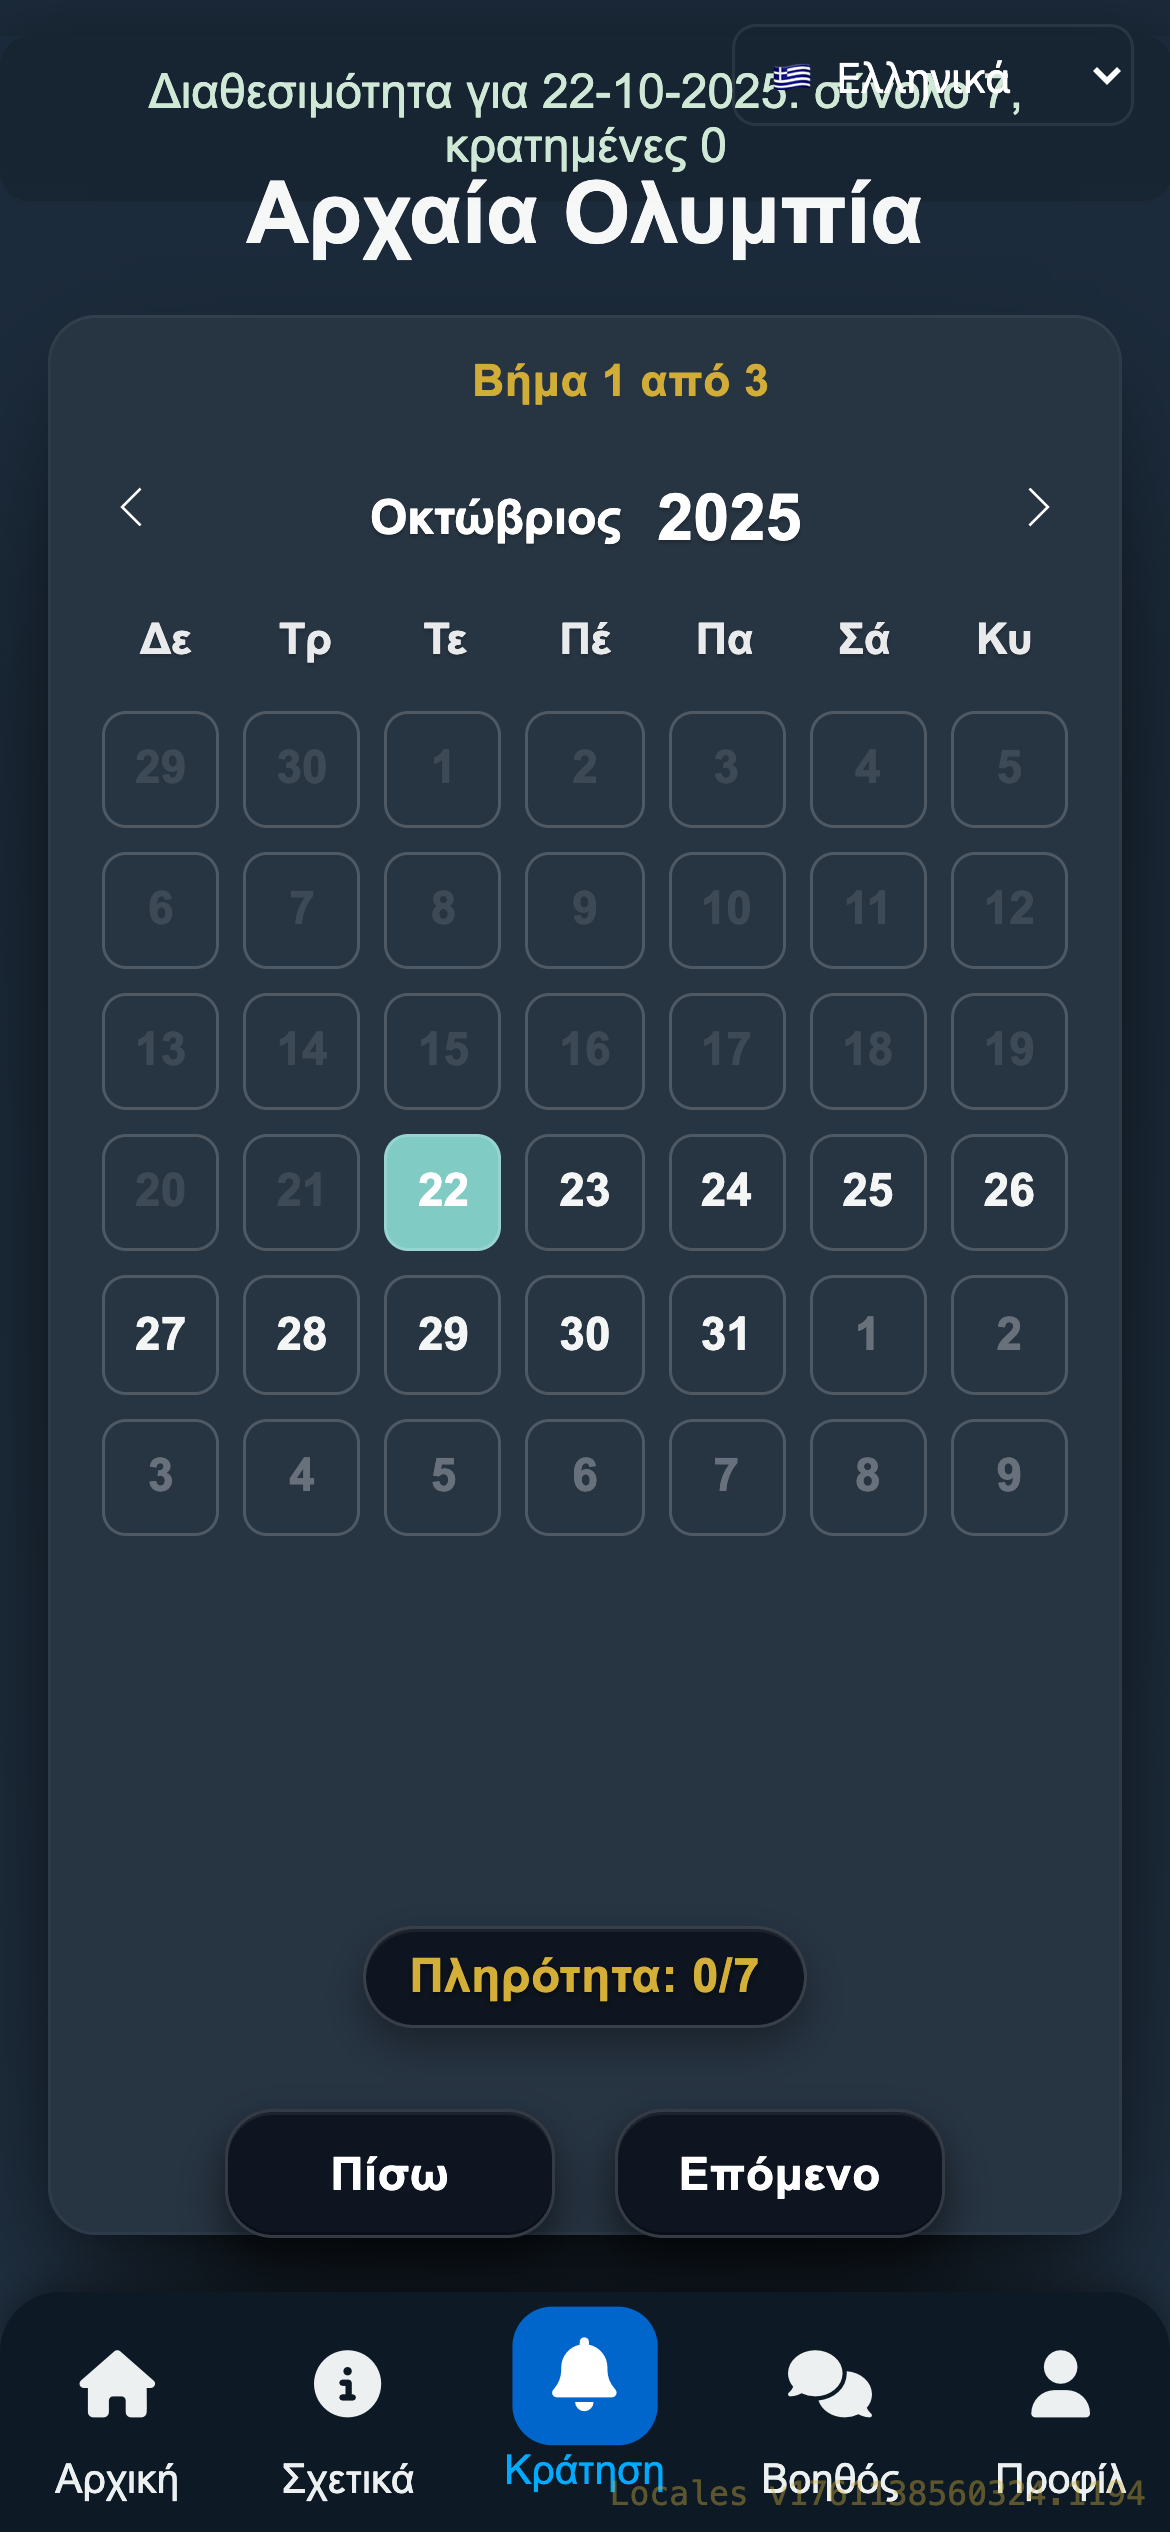 Ελληνικά
Διαθεσιμότητα για 22-10-2025: σύνολο 7,
κρατημένες 0
Αρχαία Ολυμπία
Βήμα 1 από 3
Οκτώβριος 2025
Δε Τρ Τε Πέ Πα Σά Κυ
29 30 1 2 3 4 5
6 7 8 9 10 11 12
13 14 15 16 17 18 19
20 21 22 23 24 25 26
27 28 29 30 31 1 2
3 4 5 6 7 8 9
Πληρότητα: 0/7
Πίσω Επόμενο
Αρχική Σχετικά Κράτηση Βοηθός Προφίλ
Locales v1761138560324.1194